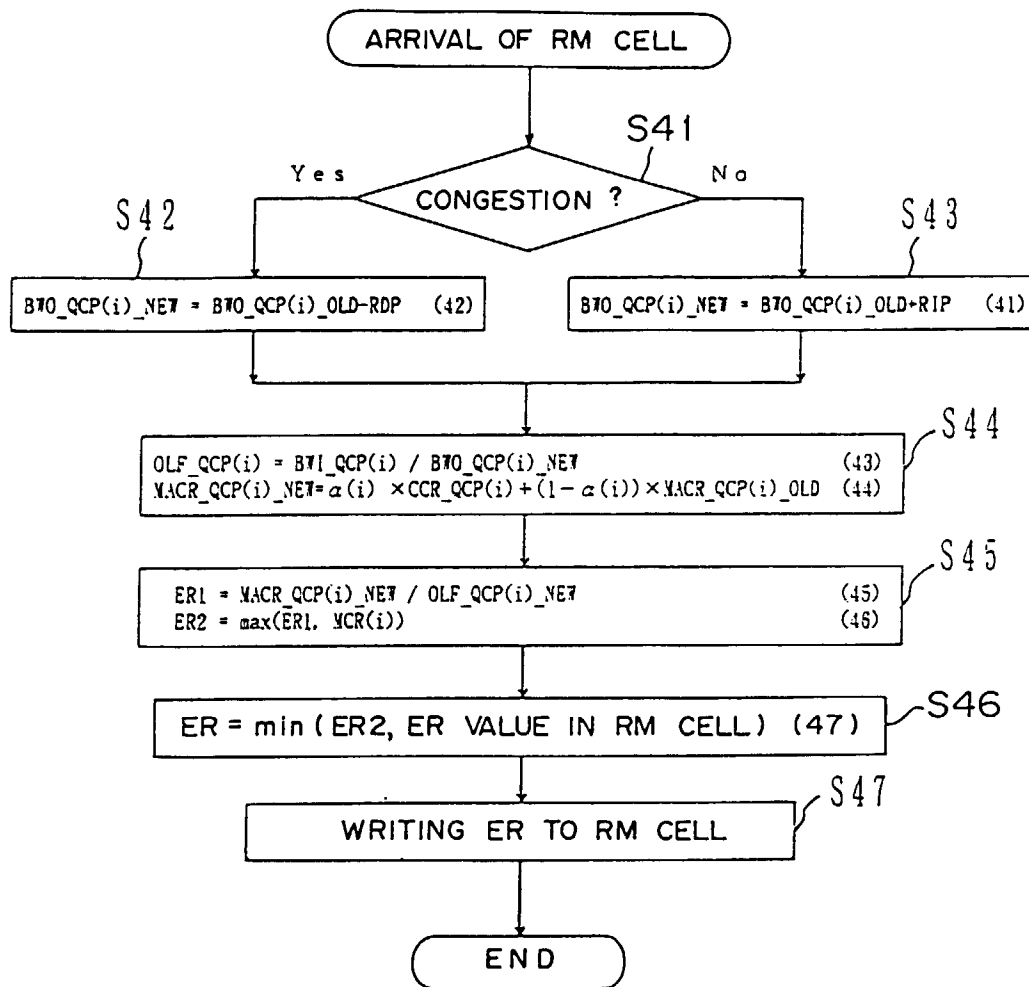 ARRIVAL OF RM CELL
S41
Yes
No
CONGESTION ?
S42
S43
BWO_QCP(i)_NEW = BWO_QCP(i)_OLD-RDP (42)
BWO_QCP(i)_NEW = BWO_QCP(i)_OLD+RIP (41)
S44
OLF_QCP(i) = BWI_QCP(i) / BWO_QCP(i)_NEW (43)
MACR_QCP(i)_NEW=α(i) ×CCR_QCP(i)+(1-α(i))×MACR_QCP(i)_OLD (44)
S45
ER1 = MACR_QCP(i)_NEW / OLF_QCP(i)_NEW (45)
ER2 = max(ER1, MCR(i)) (46)
ER = min (ER2, ER VALUE IN RM CELL) (47)
S46
S47
WRITING ER TO RM CELL
END